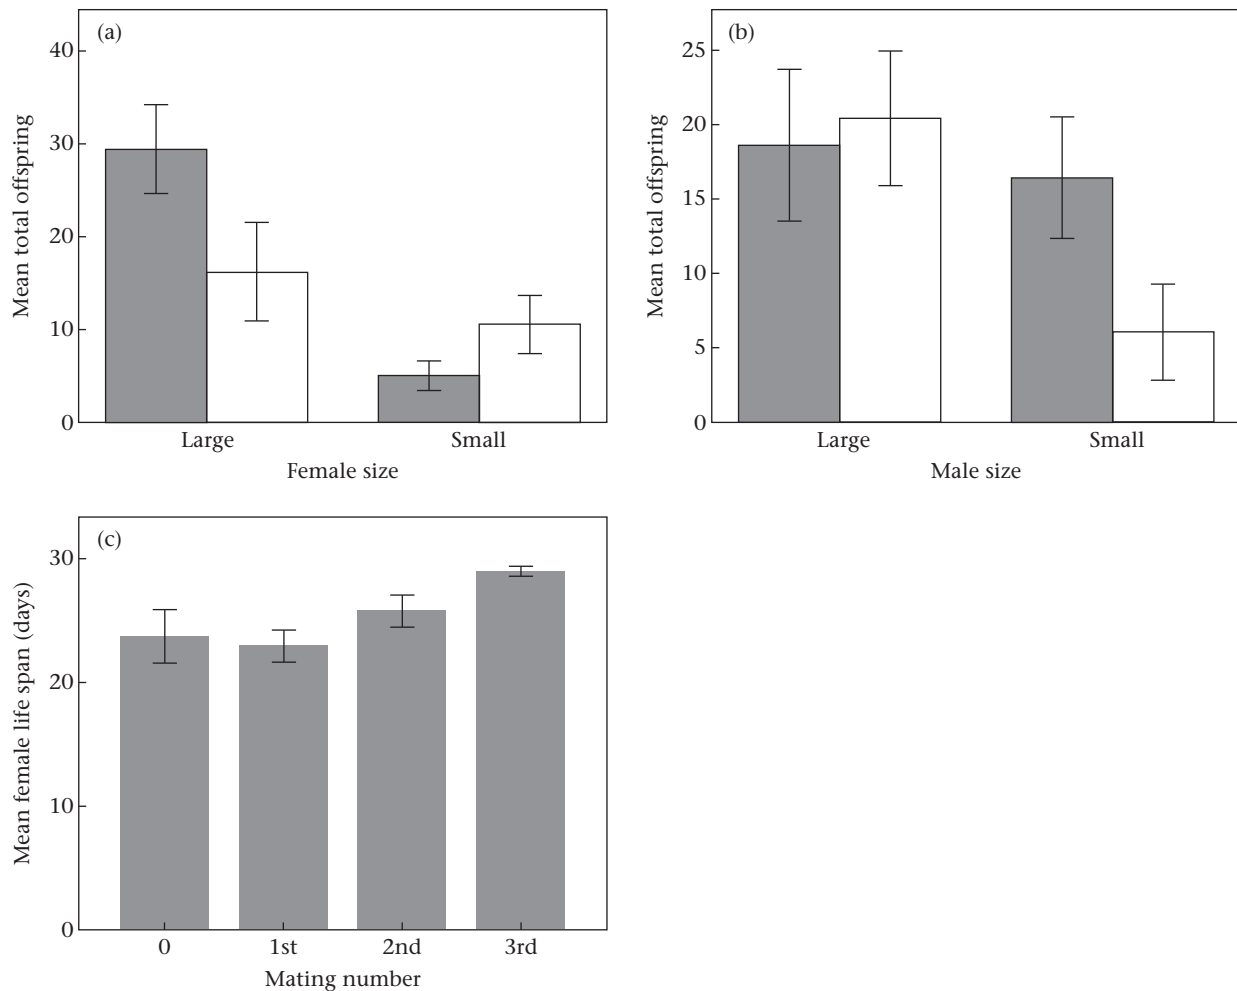 (a)
Mean total offspring
40
30
20
10
0
Large Small
Female size
(b)
Mean total offspring
25
20
15
10
5
0
Large Small
Male size
(c)
Mean female life span (days)
30
20
10
0
0 1st 2nd 3rd
Mating number